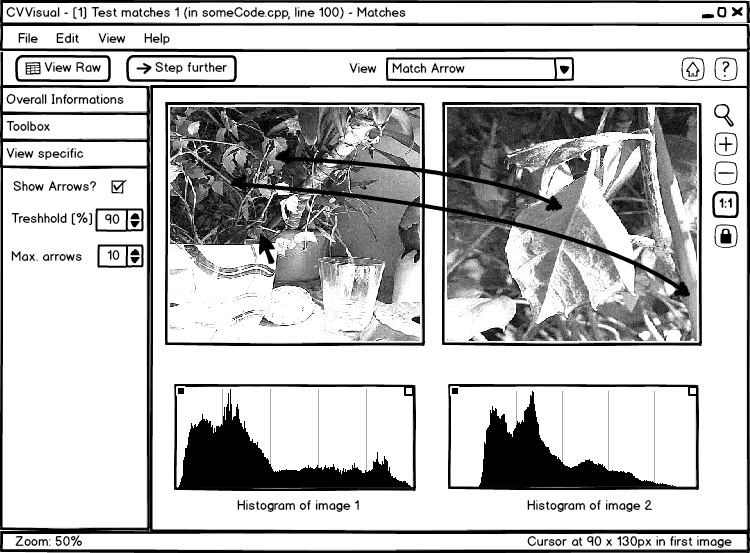 CVVisual - [1] Test matches 1 (in someCode.cpp, line 100) - Matches
File Edit View Help
View Raw Step further View Match Arrow ?
Overall Informations
Toolbox
View specific
Show Arrows?
Treshhold [%] 90
Max. arrows 10
1:1
Histogram of image 1 Histogram of image 2
Zoom: 50% Cursor at 90 x 130px in first image